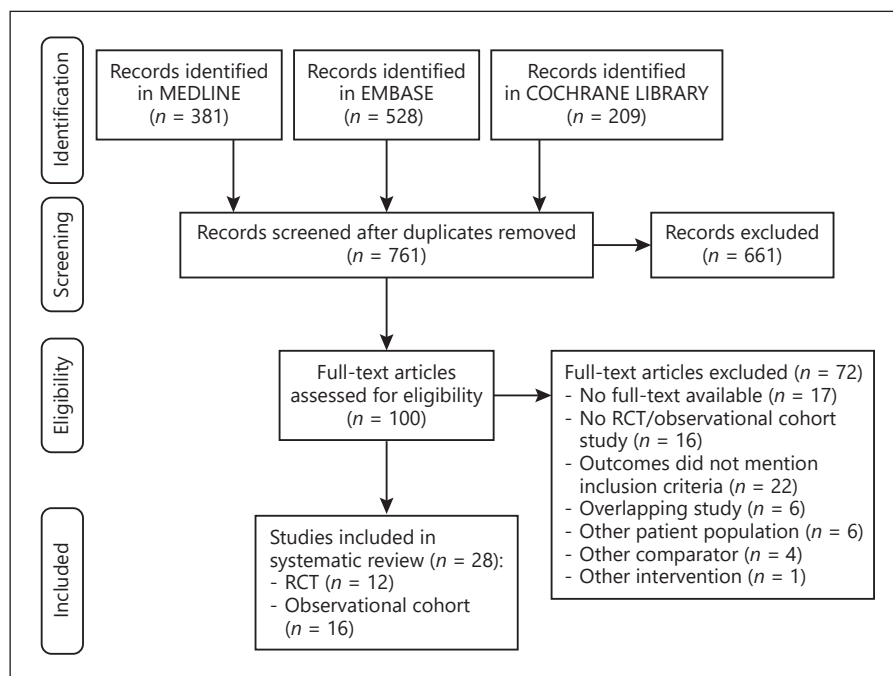 Identification
Records identified
in MEDLINE
(n = 381)
Records identified
in EMBASE
(n = 528)
Records identified
in COCHRANE LIBRARY
(n = 209)
Screening
Records screened after duplicates removed
(n = 761)
Records excluded
(n = 661)
Eligibility
Full-text articles
assessed for eligibility
(n = 100)
Full-text articles excluded (n = 72)
- No full-text available (n = 17)
- No RCT/observational cohort
study (n = 16)
- Outcomes did not mention
inclusion criteria (n = 22)
- Overlapping study (n = 6)
- Other patient population (n = 6)
- Other comparator (n = 4)
- Other intervention (n = 1)
Included
Studies included in
systematic review (n = 28):
- RCT (n = 12)
- Observational cohort
(n = 16)